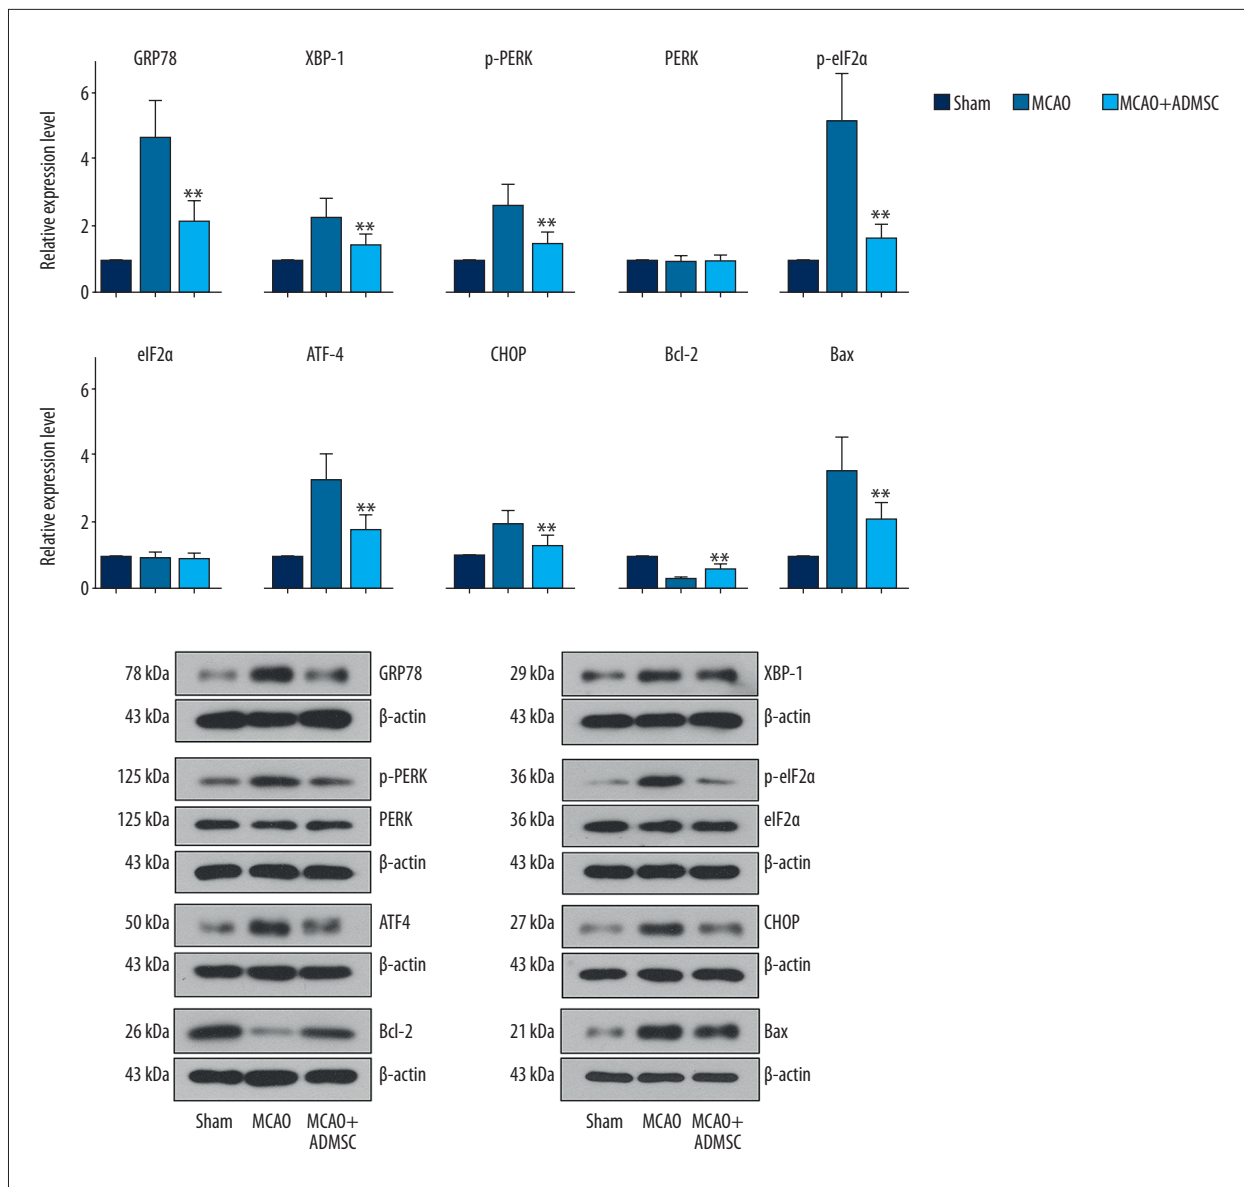 GRP78 XBP-1 p-PERK PERK p-eIF2α
Sham MCAO MCAO+ADMSC
Relative expression level
6
4
2
0
** ** ** **
eIF2α ATF-4 CHOP Bcl-2 Bax
Relative expression level
6
4
2
0
** ** ** **
78 kDa GRP78 29 kDa XBP-1
43 kDa β-actin 43 kDa β-actin
125 kDa p-PERK 36 kDa p-eIF2α
125 kDa PERK 36 kDa eIF2α
43 kDa β-actin 43 kDa β-actin
50 kDa ATF4 27 kDa CHOP
43 kDa β-actin 43 kDa β-actin
26 kDa Bcl-2 21 kDa Bax
43 kDa β-actin 43 kDa β-actin
Sham MCAO MCAO+ Sham MCAO MCAO+
ADMSC ADMSC